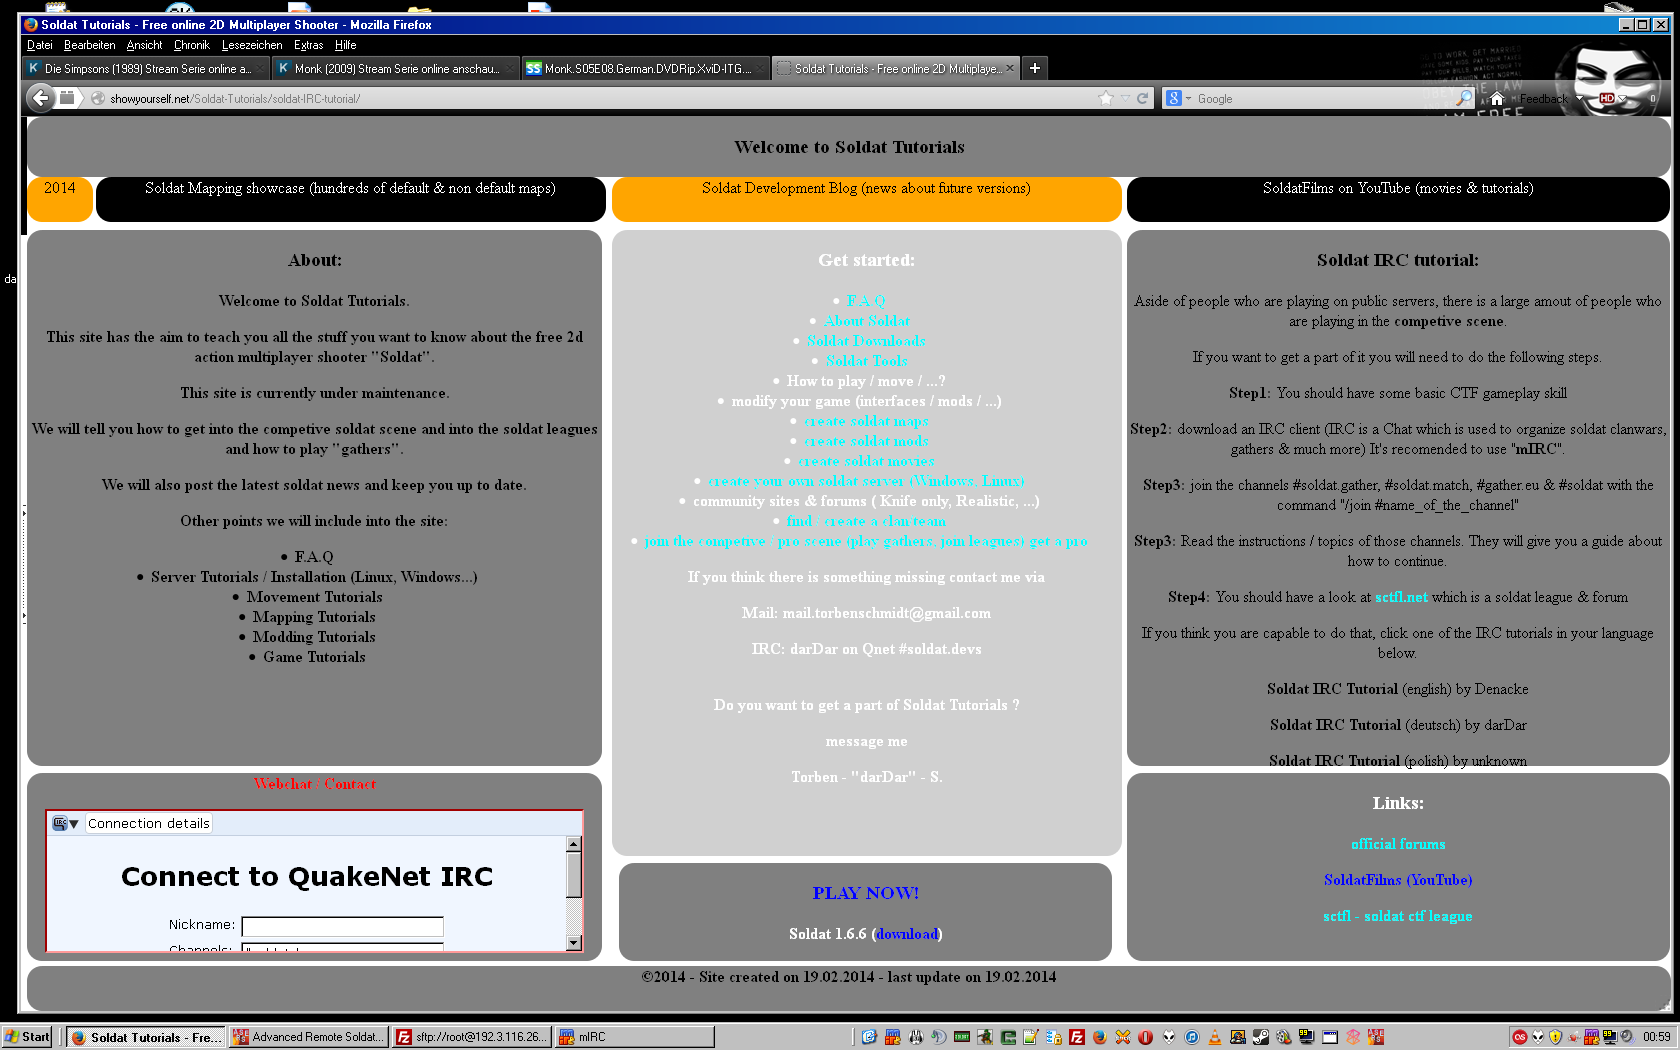 Soldat Tutorials - Free online 2D Multiplayer Shooter - Mozilla Firefox
Datei Bearbeiten Ansicht Chronik Lesezeichen Extras Hilfe
Die Simpsons (1989) Stream Serie online a...
Monk (2009) Stream Serie online anschau...
Monk.S05E08.German.DVDRip.XviD-ITG....
Soldat Tutorials - Free online 2D Multiplaye...
showyourself.net/Soldat-Tutorials/soldat-IRC-tutorial/
Google
Feedback
HD
0
Welcome to Soldat Tutorials
2014
Soldat Mapping showcase (hundreds of default & non default maps)
Soldat Development Blog (news about future versions)
SoldatFilms on YouTube (movies & tutorials)
da
About:
Welcome to Soldat Tutorials.
This site has the aim to teach you all the stuff you want to know about the free 2d
action multiplayer shooter "Soldat".
This site is currently under maintenance.
We will tell you how to get into the competive soldat scene and into the soldat leagues
and how to play "gathers".
We will also post the latest soldat news and keep you up to date.
Other points we will include into the site:
• F.A.Q
• Server Tutorials / Installation (Linux, Windows...)
• Movement Tutorials
• Mapping Tutorials
• Modding Tutorials
• Game Tutorials
Webchat / Contact
IRC
Connection details
Connect to QuakeNet IRC
Nickname:
Channels:
Get started:
• F.A.Q
• About Soldat
• Soldat Downloads
• Soldat Tools
• How to play / move / ...?
• modify your game (interfaces / mods / ...)
• create soldat maps
• create soldat mods
• create soldat movies
• create your own soldat server (Windows, Linux)
• community sites & forums ( Knife only, Realistic, ...)
• find / create a clan team
• join the competive / pro scene (play gathers, join leagues) get a pro
If you think there is something missing contact me via
Mail: mail.torbenschmidt@gmail.com
IRC: darDar on Qnet #soldat.devs
Do you want to get a part of Soldat Tutorials ?
message me
Torben - "darDar" - S.
PLAY NOW!
Soldat 1.6.6 (download)
Soldat IRC tutorial:
Aside of people who are playing on public servers, there is a large amout of people who
are playing in the competive scene.
If you want to get a part of it you will need to do the following steps.
Step1: You should have some basic CTF gameplay skill
Step2: download an IRC client (IRC is a Chat which is used to organize soldat clanwars,
gathers & much more) It's recomended to use "mIRC".
Step3: join the channels #soldat.gather, #soldat.match, #gather.eu & #soldat with the
command "/join #name_of_the_channel"
Step3: Read the instructions / topics of those channels. They will give you a guide about
how to continue.
Step4: You should have a look at sctfl.net which is a soldat league & forum
If you think you are capable to do that, click one of the IRC tutorials in your language
below.
Soldat IRC Tutorial (english) by Denacke
Soldat IRC Tutorial (deutsch) by darDar
Soldat IRC Tutorial (polish) by unknown
Links:
official forums
SoldatFilms (YouTube)
sctfl - soldat ctf league
©2014 - Site created on 19.02.2014 - last update on 19.02.2014
Start
Soldat Tutorials - Fre...
Advanced Remote Soldat...
sftp://root@192.3.116.26...
mIRC
00:59